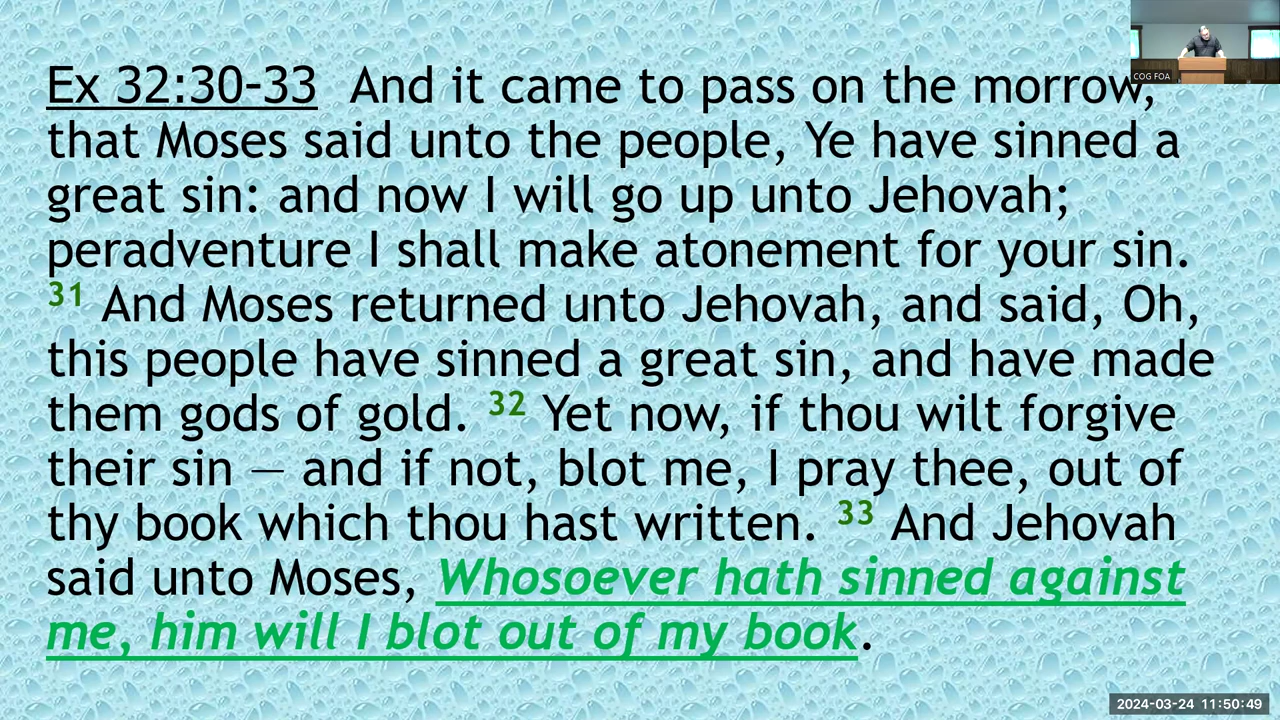 Ex 32:30-33 And it came to pass on the morrow,
that Moses said unto the people, Ye have sinned a
great sin: and now I will go up unto Jehovah;
peradventure I shall make atonement for your sin.
31 And Moses returned unto Jehovah, and said, Oh,
this people have sinned a great sin, and have made
them gods of gold. 32 Yet now, if thou wilt forgive
their sin — and if not, blot me, I pray thee, out of
thy book which thou hast written. 33 And Jehovah
said unto Moses, Whosoever hath sinned against
me, him will I blot out of my book.
COG FOA
2024-03-24 11:50:49